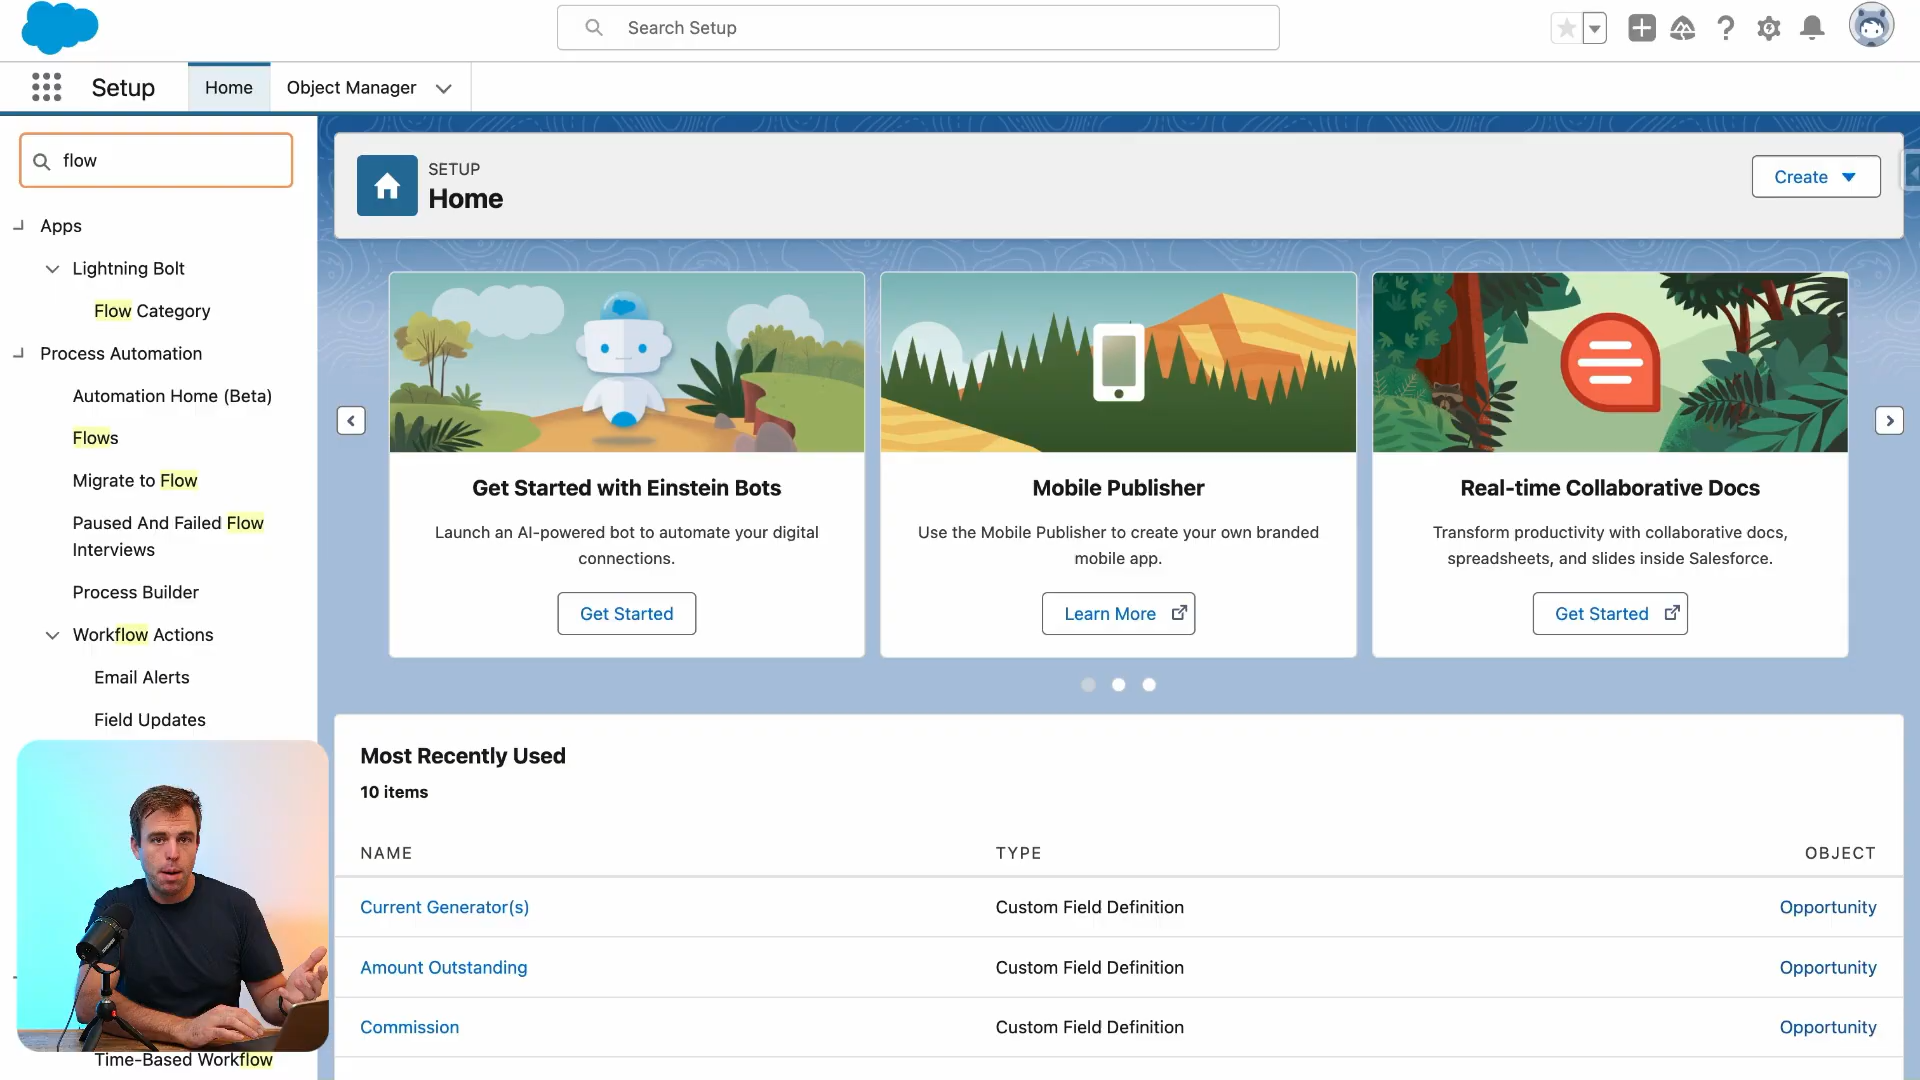 Search Setup
Setup
Home
Object Manager
flow
Apps
Lightning Bolt
Flow Category
Process Automation
Automation Home (Beta)
Flows
Migrate to Flow
Paused And Failed Flow
Interviews
Process Builder
Workflow Actions
Email Alerts
Field Updates
Time-Based Workflow
SETUP
Home
Create
Get Started with Einstein Bots
Launch an AI-powered bot to automate your digital
connections.
Get Started
Mobile Publisher
Use the Mobile Publisher to create your own branded
mobile app.
Learn More
Real-time Collaborative Docs
Transform productivity with collaborative docs,
spreadsheets, and slides inside Salesforce.
Get Started
Most Recently Used
10 items
NAME TYPE OBJECT
Current Generator(s) Custom Field Definition Opportunity
Amount Outstanding Custom Field Definition Opportunity
Commission Custom Field Definition Opportunity